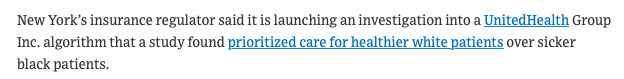 New York’s insurance regulator said it is launching an investigation into a UnitedHealth Group
Inc. algorithm that a study found prioritized care for healthier white patients over sicker
black patients.